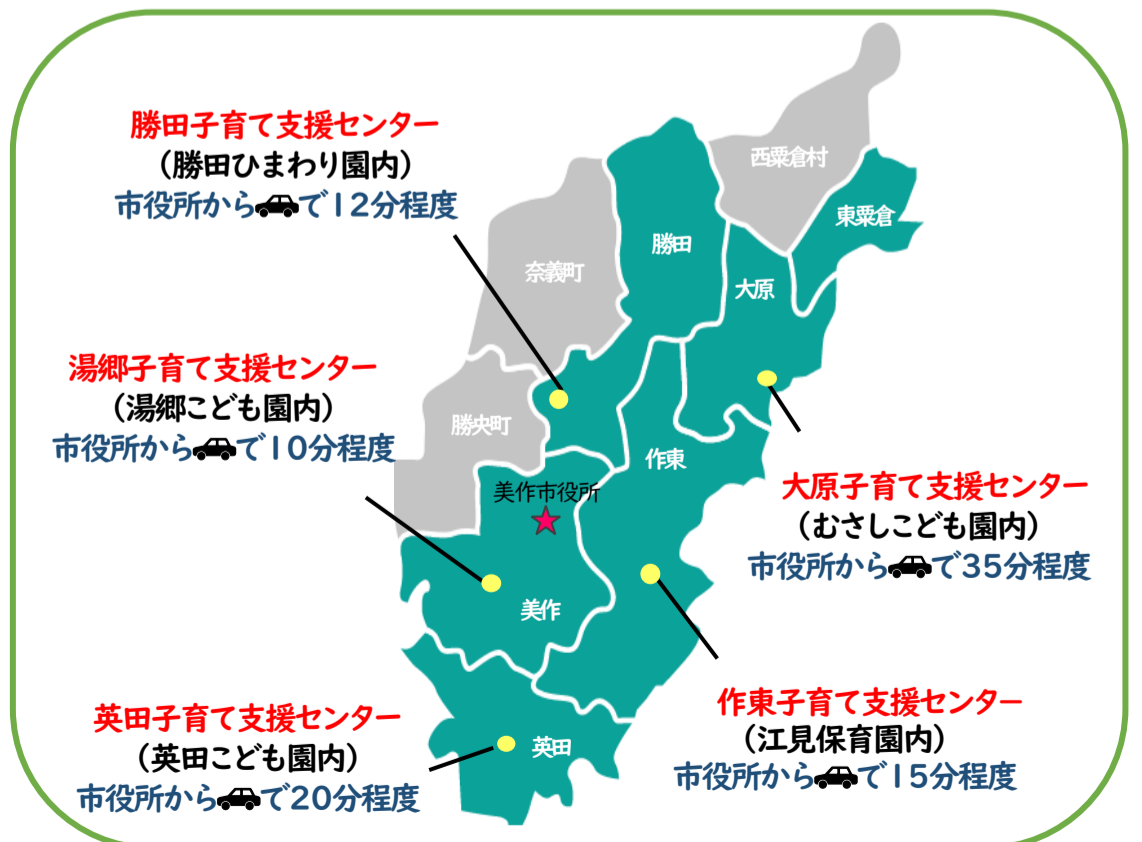 勝田子育て支援センター
（勝田ひまわり園内）
市役所から🚗で12分程度
西粟倉村
東粟倉
勝田
奈義町
大原
湯郷子育て支援センター
（湯郷こども園内）
市役所から🚗で10分程度
勝央町
作東
美作市役所
大原子育て支援センター
（むさしこども園内）
市役所から🚗で35分程度
美作
英田子育て支援センター
（英田こども園内）
市役所から🚗で20分程度
英田
作東子育て支援センター
（江見保育園内）
市役所から🚗で15分程度